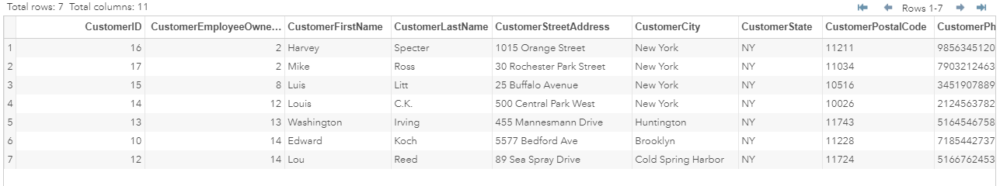 Total rows: 7 Total columns: 11 Rows 1-7
CustomerID CustomerEmployeeOwne... CustomerFirstName CustomerLastName CustomerStreetAddress CustomerCity CustomerState CustomerPostalCode CustomerPh
1 16 2 Harvey Specter 1015 Orange Street New York NY 11211 9856345120
2 17 2 Mike Ross 30 Rochester Park Street New York NY 11034 7903212463
3 15 8 Luis Litt 25 Buffalo Avenue New York NY 10516 3451907889
4 14 12 Louis C.K. 500 Central Park West New York NY 10026 2124563782
5 13 13 Washington Irving 455 Mannesmann Drive Huntington NY 11743 5164546758
6 10 14 Edward Koch 5577 Bedford Ave Brooklyn NY 11228 7185442737
7 12 14 Lou Reed 89 Sea Spray Drive Cold Spring Harbor NY 11724 5166762453